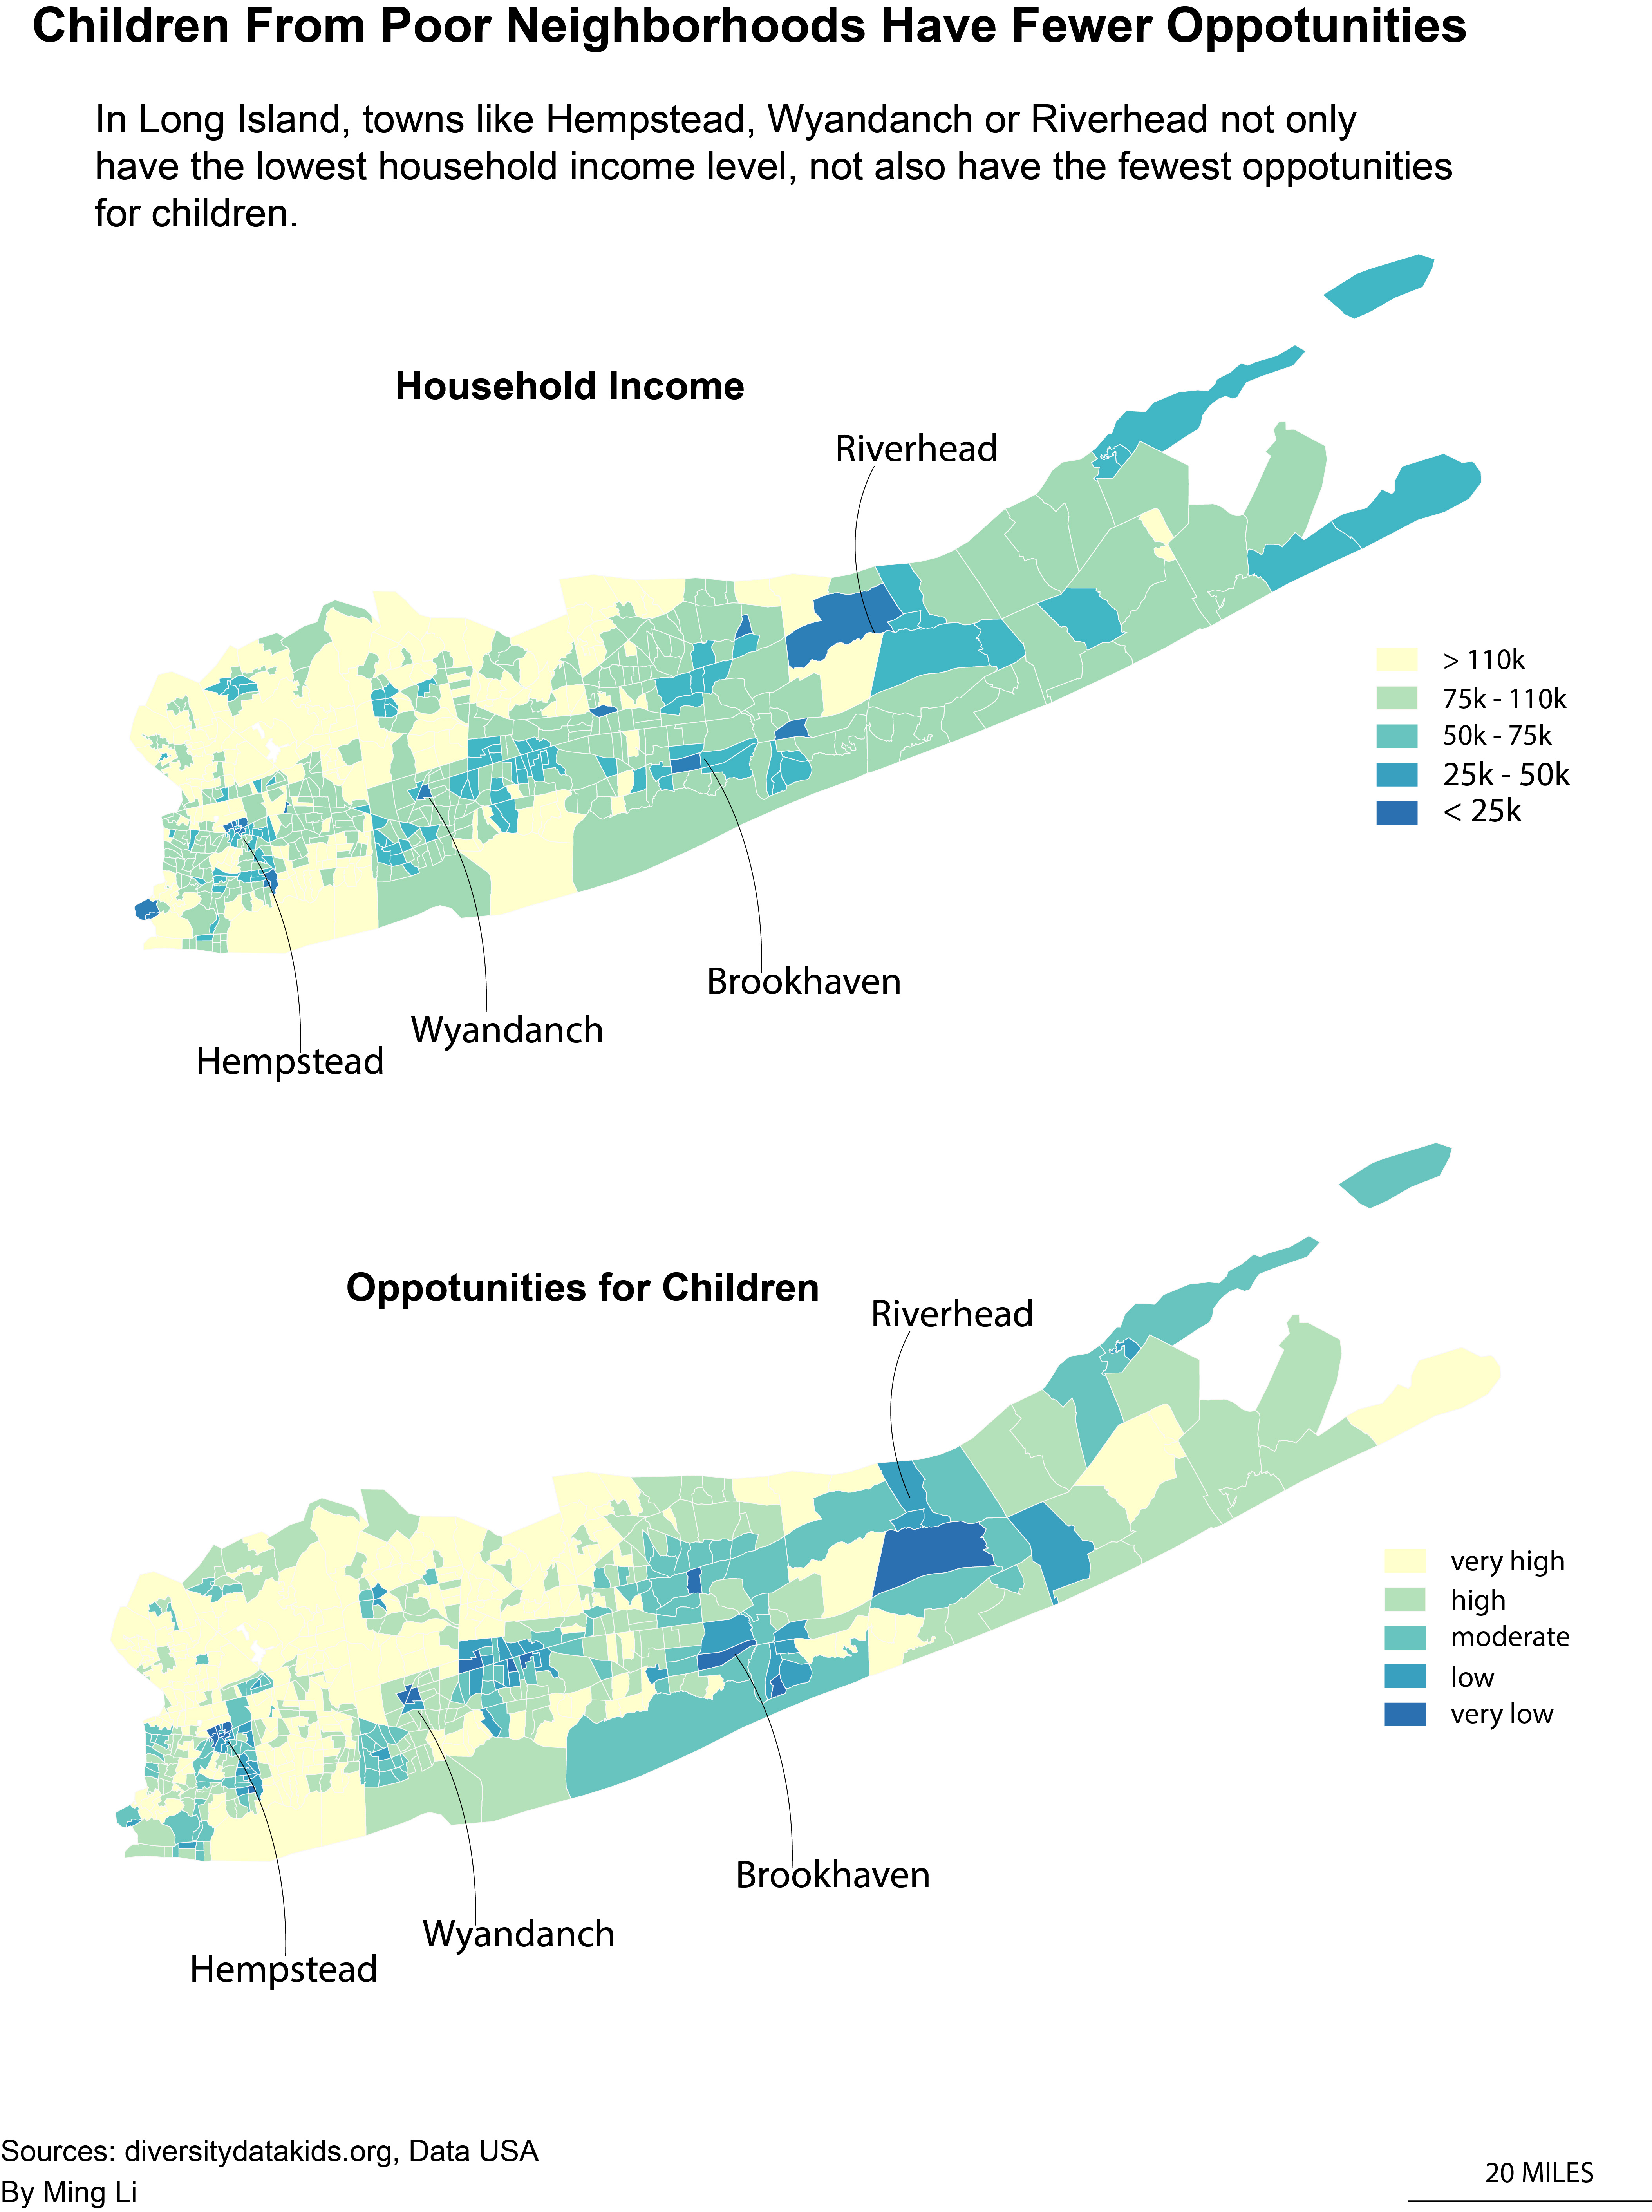 Children From Poor Neighborhoods Have Fewer Oppotunities
In Long Island, towns like Hempstead, Wyandanch or Riverhead not only
have the lowest household income level, not also have the fewest oppotunities
for children.
Household Income
Riverhead
> 110k
75k - 110k
50k - 75k
25k - 50k
< 25k
Brookhaven
Wyandanch
Hempstead
Oppotunities for Children
Riverhead
very high
high
moderate
low
very low
Brookhaven
Wyandanch
Hempstead
Sources: diversitydatakids.org, Data USA
By Ming Li
20 MILES